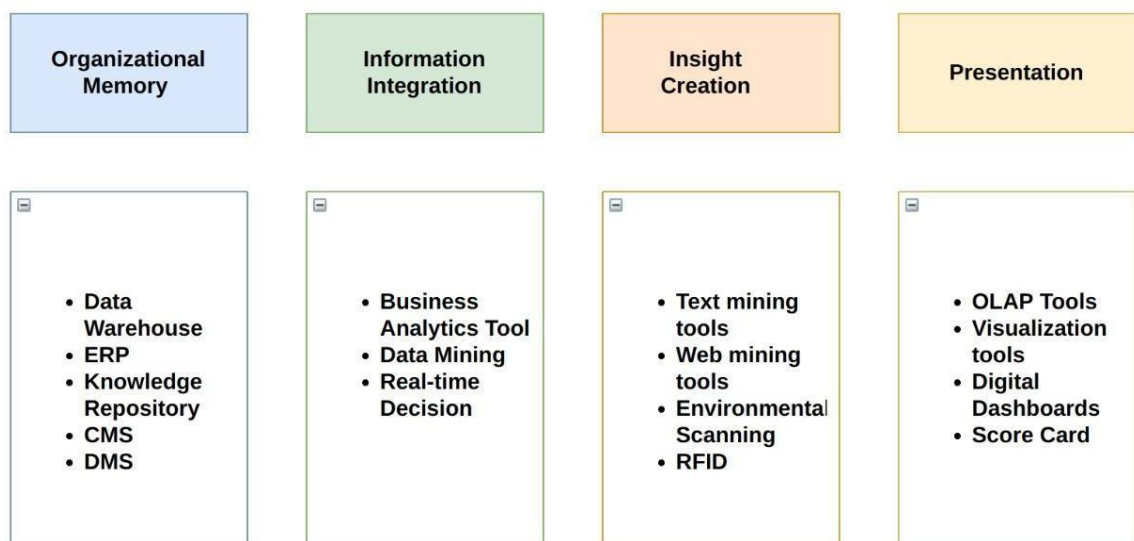 Organizational
Memory
Information
Integration
Insight
Creation
Presentation
• Data
Warehouse
• ERP
• Knowledge
Repository
• CMS
• DMS
• Business
Analytics Tool
• Data Mining
• Real-time
Decision
• Text mining
tools
• Web mining
tools
• Environmental
Scanning
• RFID
• OLAP Tools
• Visualization
tools
• Digital
Dashboards
• Score Card